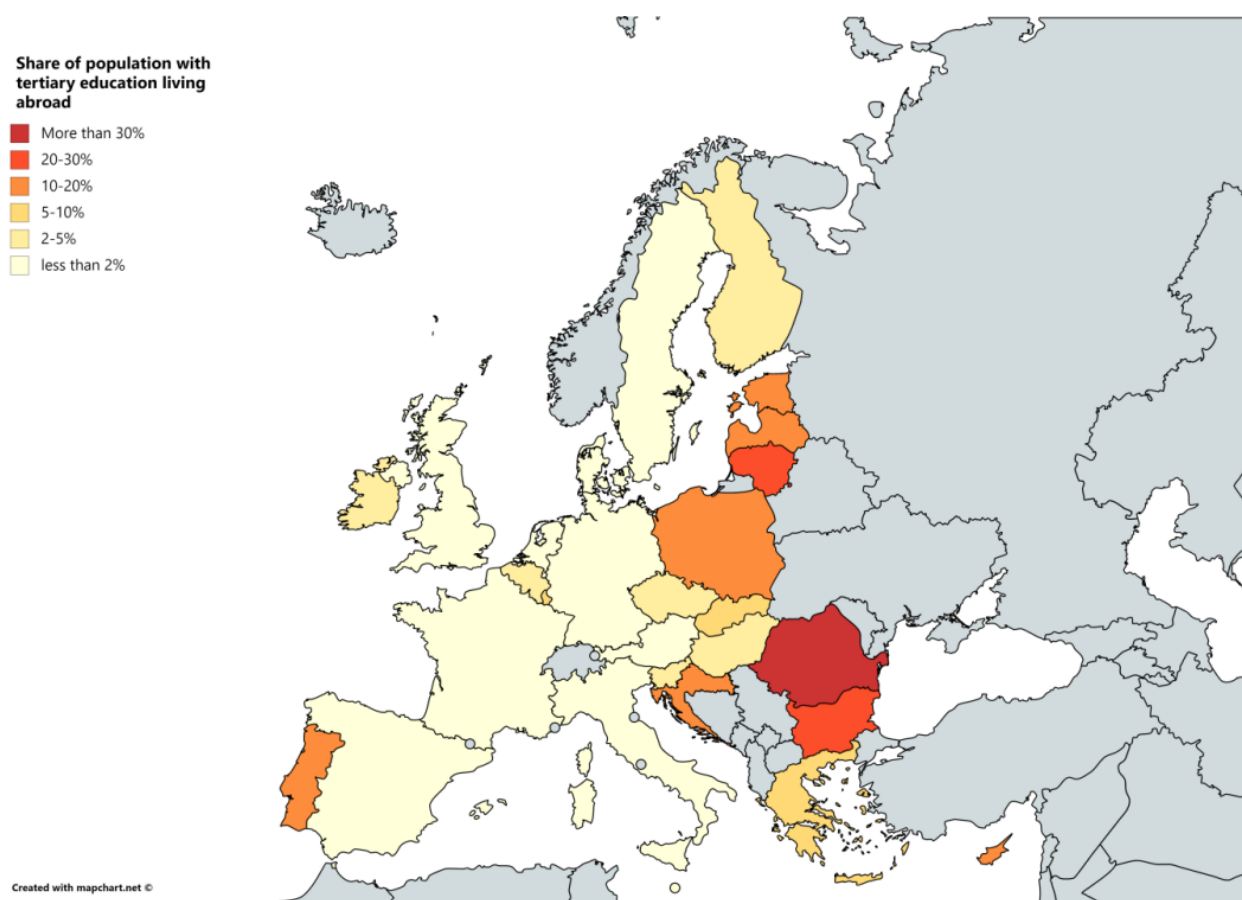 Share of population with
tertiary education living
abroad
More than 30%
20-30%
10-20%
5-10%
2-5%
less than 2%
Created with mapchart.net ©